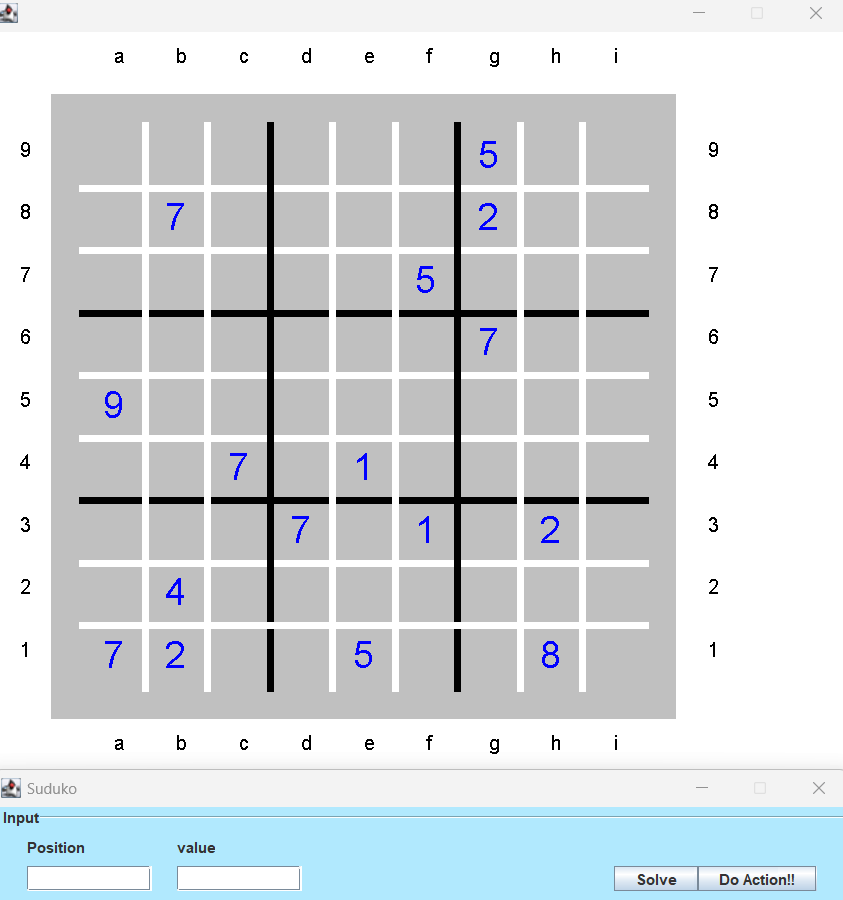 a b c d e f g h i
9 5 9
8 7 2 8
7 5 7
6 7 6
5 9 5
4 7 1 4
3 7 1 2 3
2 4 2
1 7 2 5 8 1
a b c d e f g h i
Suduko
Input
Position value
Solve Do Action!!